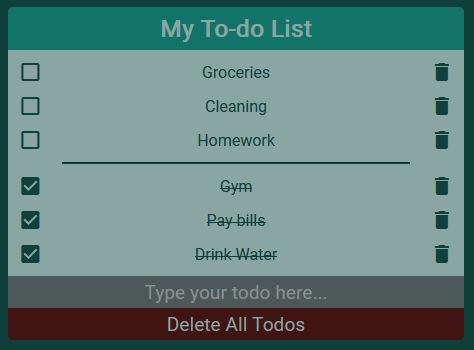 My To-do List
Groceries
Cleaning
Homework
Gym
Pay bills
Drink Water
Type your todo here...
Delete All Todos